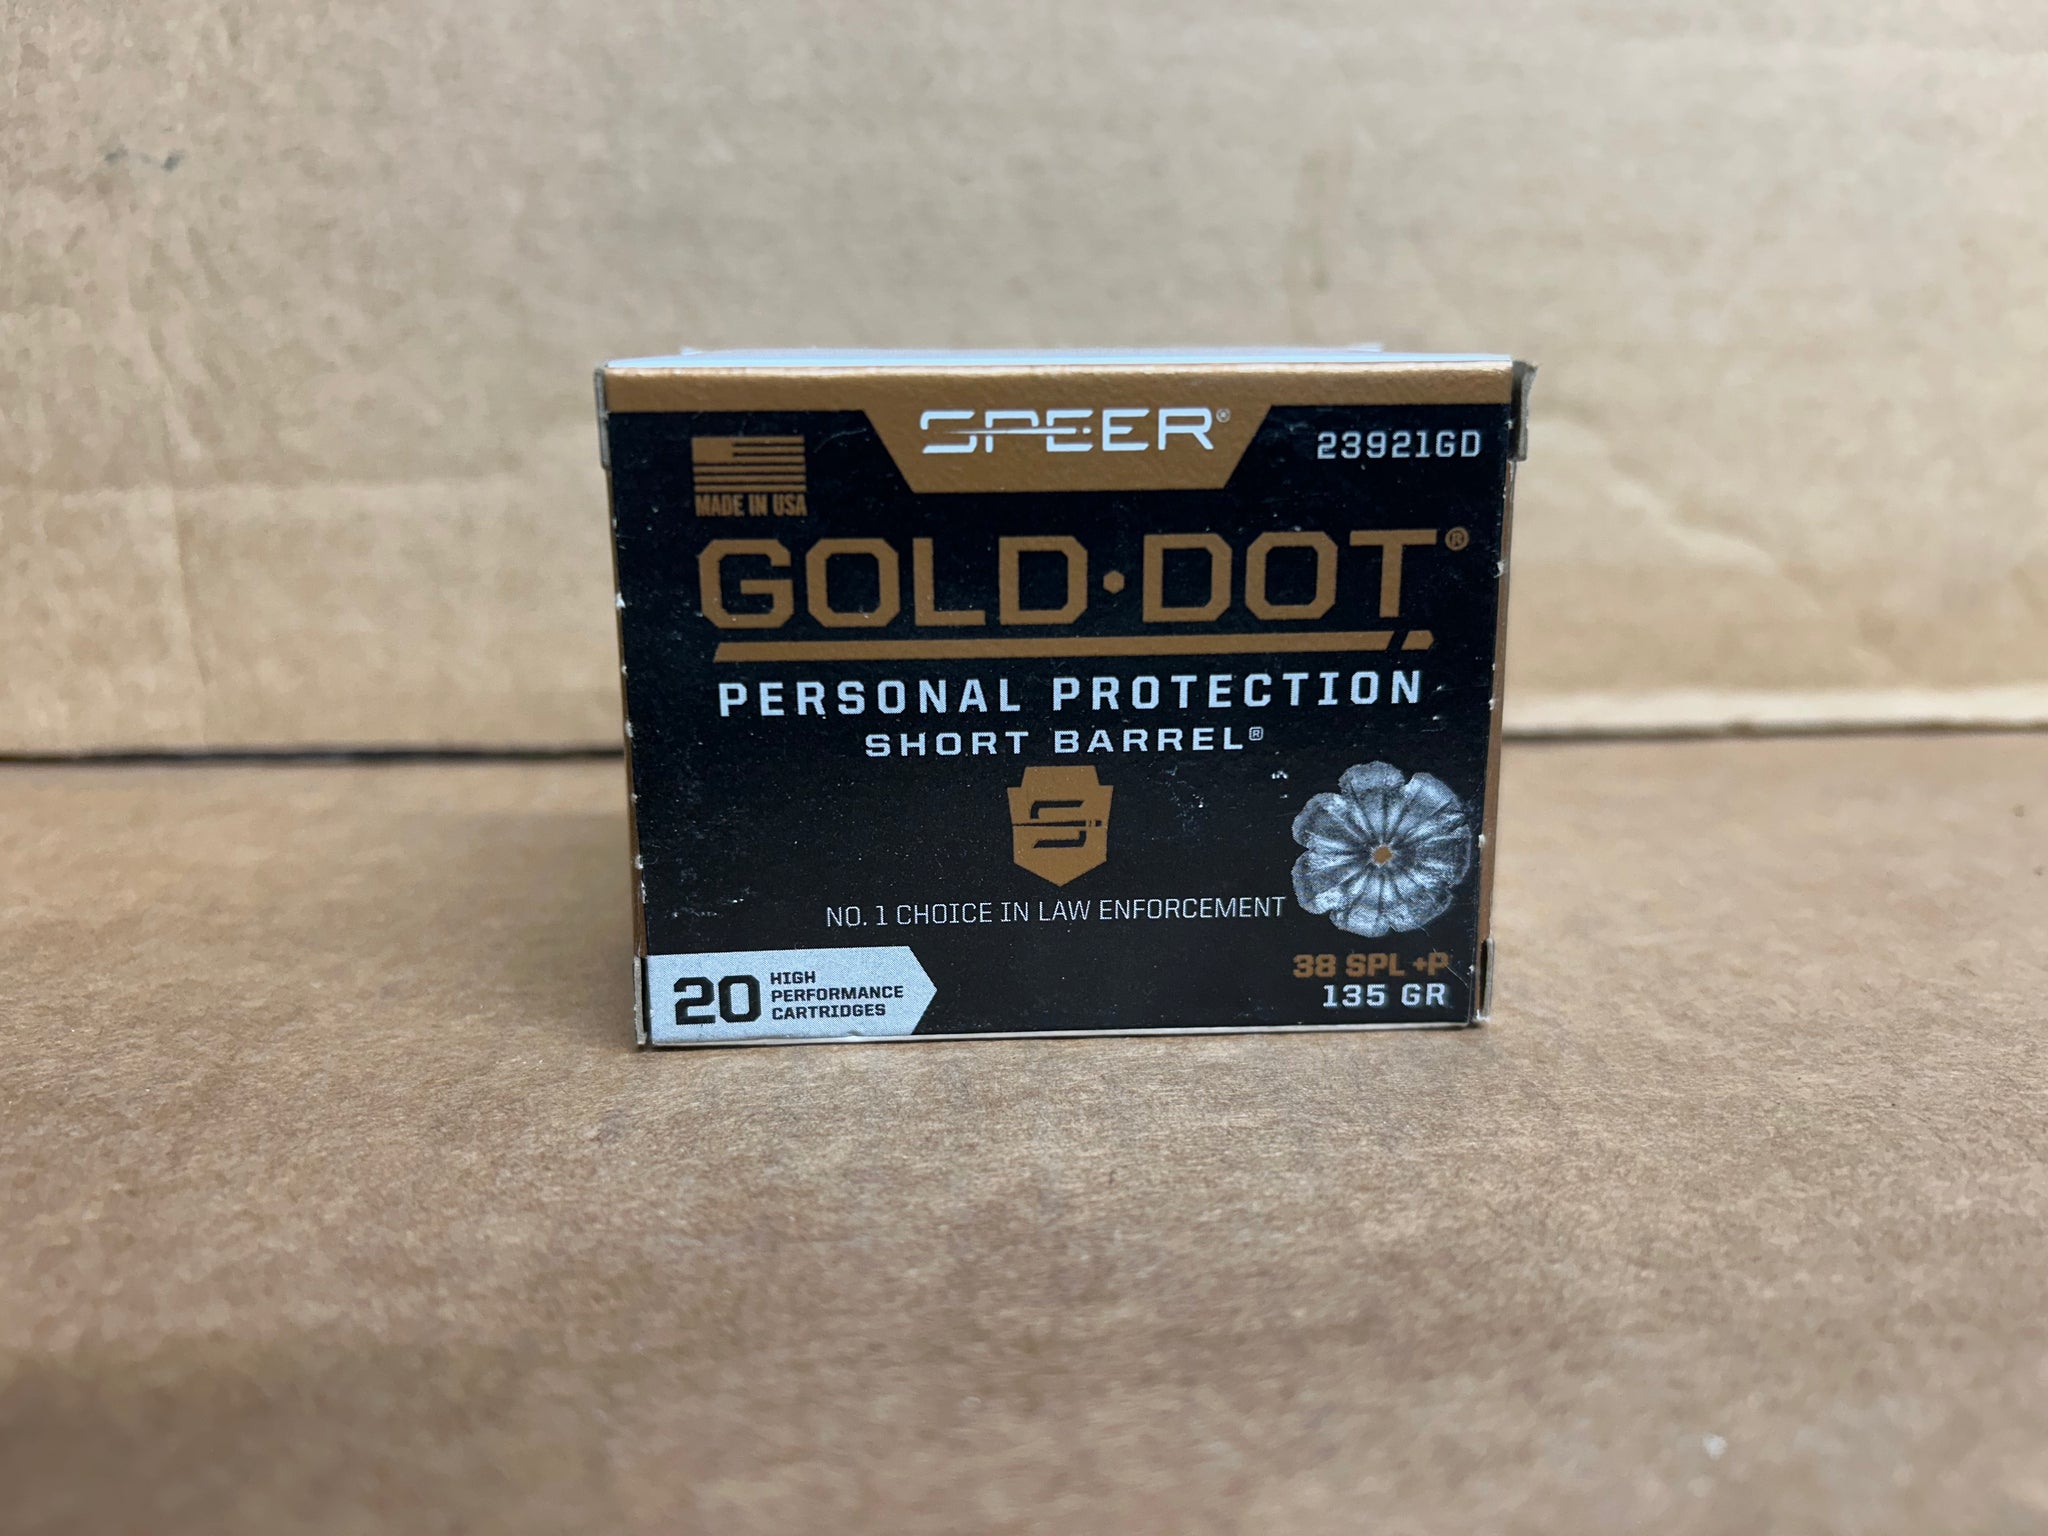 SPEER®
23921GD
MADE IN USA
GOLD·DOT®
PERSONAL PROTECTION
SHORT BARREL®
NO. 1 CHOICE IN LAW ENFORCEMENT
20 HIGH
PERFORMANCE
CARTRIDGES
38 SPL +P
135 GR